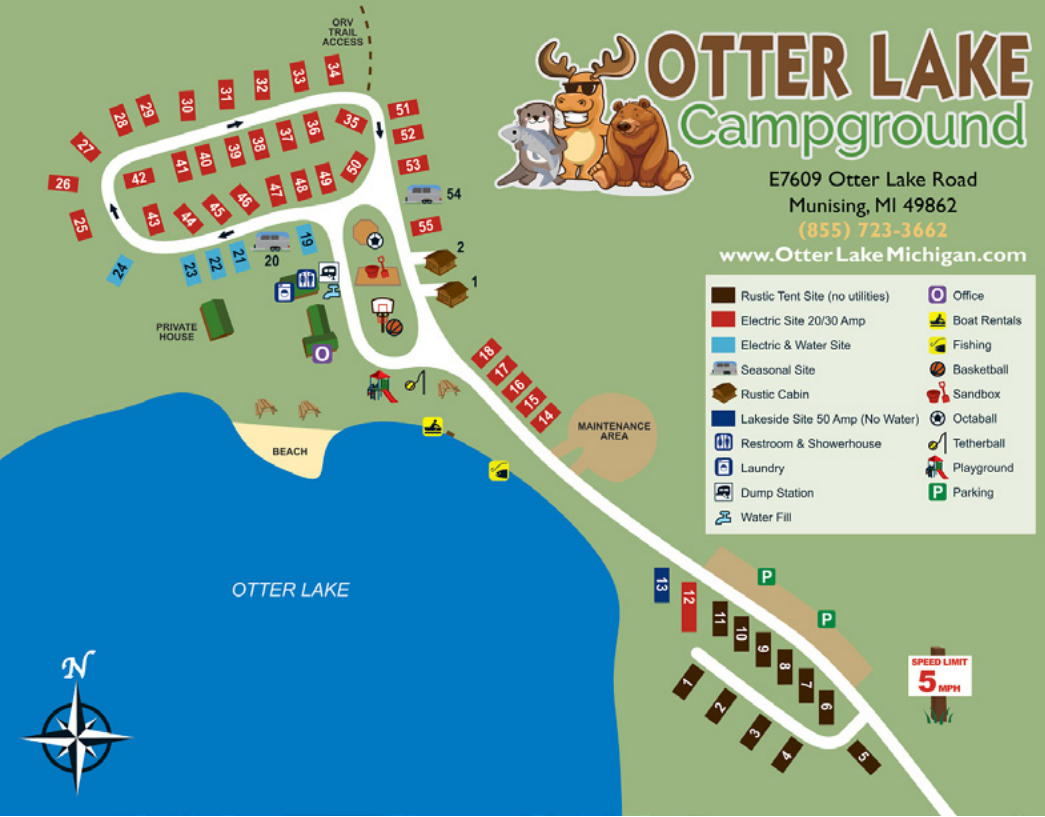 ORV
TRAIL
ACCESS
OTTER LAKE
Campground
E7609 Otter Lake Road
Munising, MI 49862
(855) 723-3662
www.OtterLakeMichigan.com
34
33
32
31
30
29
28
27
26
25
24
23
22
21
20
19
35
36
37
38
39
40
41
42
43
44
45
46
47
48
49
50
51
52
53
54
55
2
1
PRIVATE
HOUSE
O
BEACH
18
17
16
15
14
MAINTENANCE
AREA
OTTER LAKE
13
12
11
10
9
8
7
6
1
2
3
4
5
P
P
SPEED LIMIT
5 MPH
N
Rustic Tent Site (no utilities)
Electric Site 20/30 Amp
Electric & Water Site
Seasonal Site
Rustic Cabin
Lakeside Site 50 Amp (No Water)
Restroom & Showerhouse
Laundry
Dump Station
Water Fill
O Office
Boat Rentals
Fishing
Basketball
Sandbox
Octaball
Tetherball
Playground
P Parking